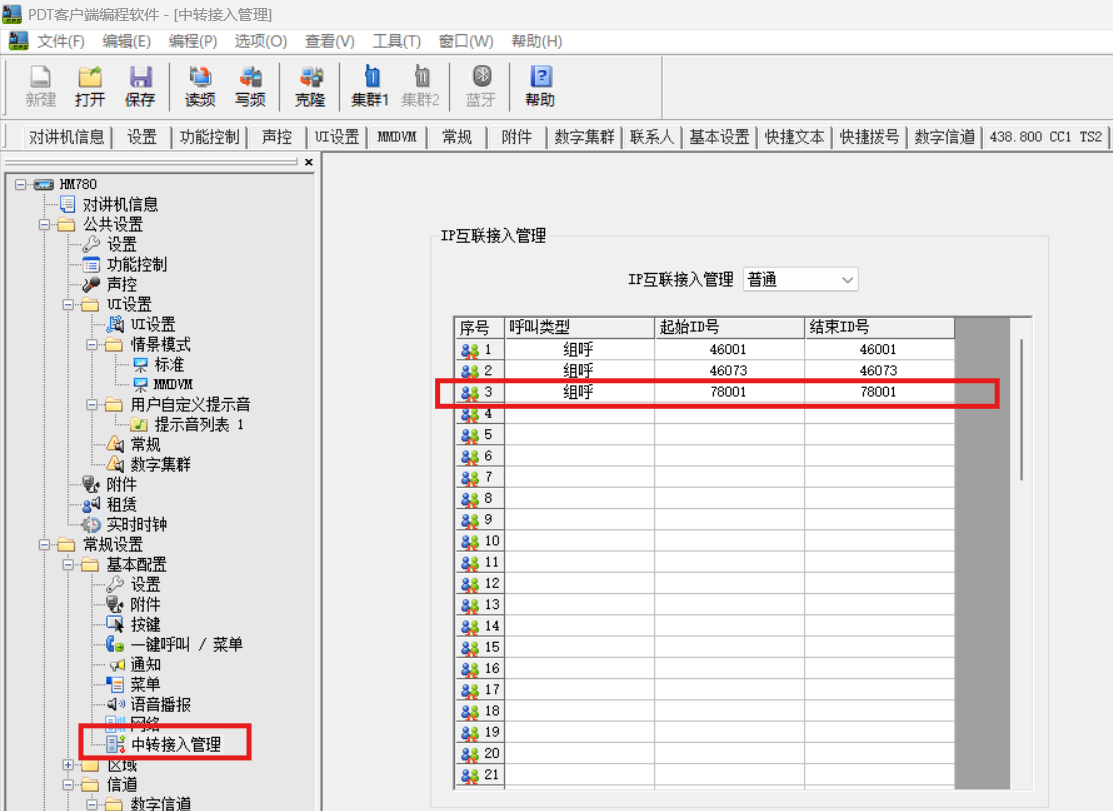 PDT客户端编程软件 - [中转接入管理]
文件(F) 编辑(E) 编程(P) 选项(O) 查看(V) 工具(T) 窗口(W) 帮助(H)
新建 打开 保存 读频 写频 克隆 集群1 集群2 蓝牙 帮助
对讲机信息 设置 功能控制 声控 UI设置 MMDVM 常规 附件 数字集群 联系人 基本设置 快捷文本 快捷拨号 数字信道 438.800 CC1 TS2
HM780
对讲机信息
公共设置
设置
功能控制
声控
UI设置
UI设置
情景模式
标准
MMDVM
用户自定义提示音
提示音列表 1
常规
数字集群
附件
租赁
实时时钟
常规设置
基本配置
设置
附件
按键
一键呼叫 / 菜单
通知
菜单
语音播报
网络
中转接入管理
区域
信道
数字信道
IP互联接入管理
IP互联接入管理 普通
序号 呼叫类型 起始ID号 结束ID号
1 组呼 46001 46001
2 组呼 46073 46073
3 组呼 78001 78001
4
5
6
7
8
9
10
11
12
13
14
15
16
17
18
19
20
21